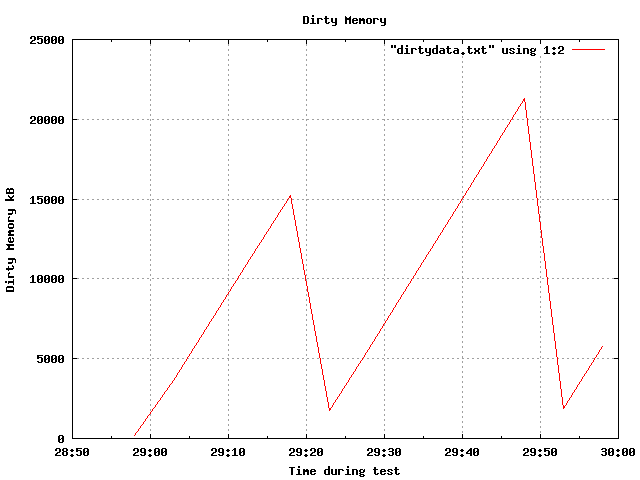 Dirty Memory
"dirtydata.txt" using 1:2
25000
20000
15000
10000
5000
0
Dirty Memory kB
28:50 29:00 29:10 29:20 29:30 29:40 29:50 30:00
Time during test